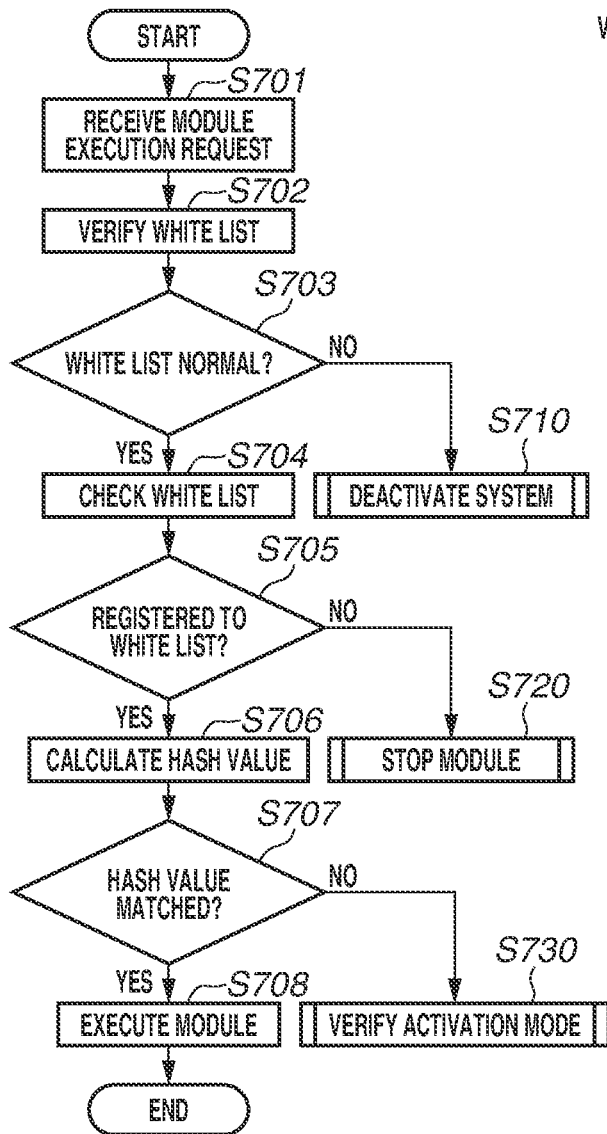 START
S701
RECEIVE MODULE
EXECUTION REQUEST
S702
VERIFY WHITE LIST
S703
WHITE LIST NORMAL?
NO
YES
S704
S710
CHECK WHITE LIST
DEACTIVATE SYSTEM
S705
REGISTERED TO
WHITE LIST?
NO
YES
S706
S720
CALCULATE HASH VALUE
STOP MODULE
S707
HASH VALUE
MATCHED?
NO
YES
S708
S730
EXECUTE MODULE
VERIFY ACTIVATION MODE
END